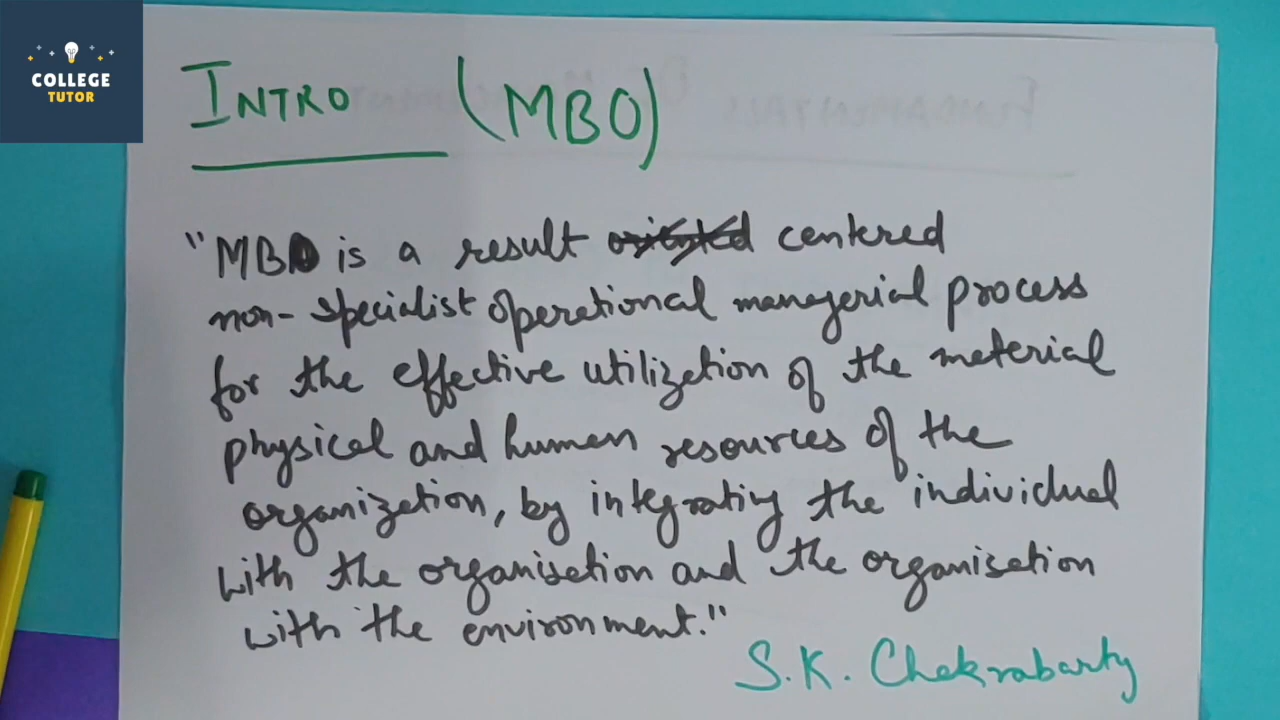 COLLEGE
TUTOR
INTRO (MBO)
"MBO is a result centered
non-specialist operational managerial process
for the effective utilization of the material
physical and human resources of the
organization, by integrating the individual
with the organisation and the organisation
with the environment."
S.K. Chakrabarty